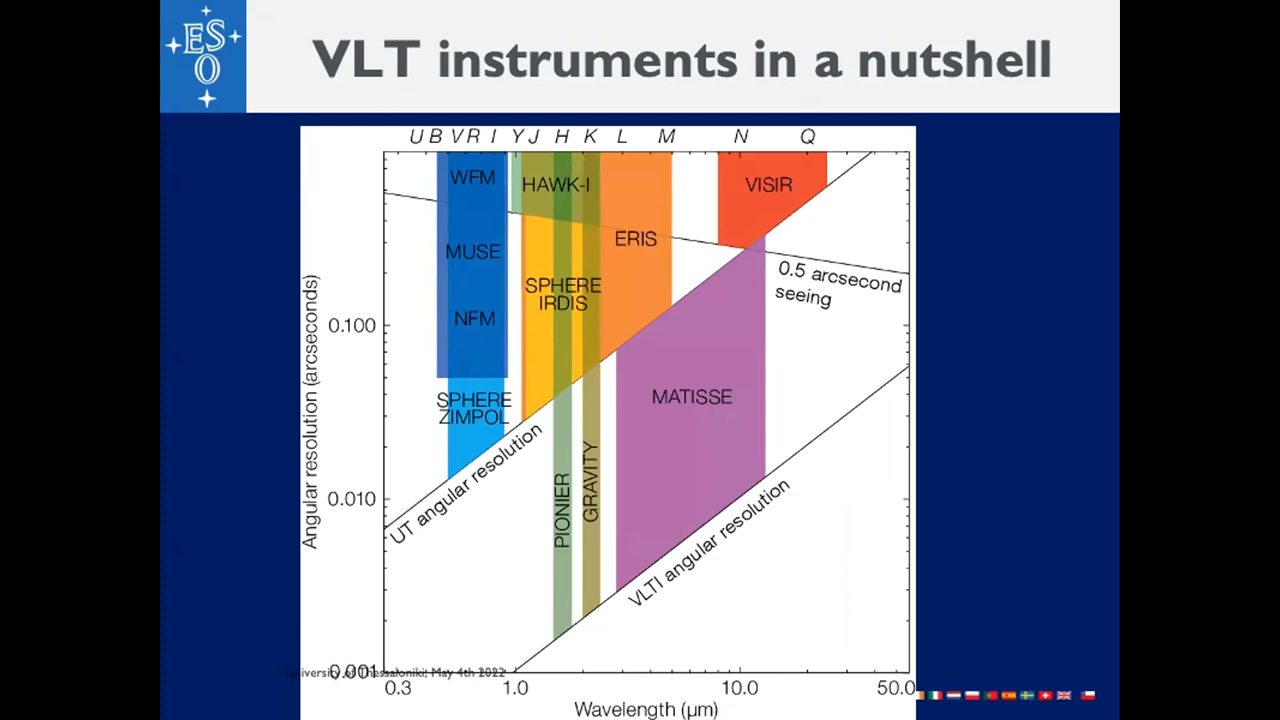 ES
O
VLT instruments in a nutshell
U B V R I Y J H K L M N Q
WFM
HAWK-I
VISIR
MUSE
ERIS
SPHERE
IRDIS
0.5 arcsecond
seeing
NFM
SPHERE
ZIMPOL
MATISSE
PIONIER
GRAVITY
UT angular resolution
VLTI angular resolution
Angular resolution (arcseconds)
0.100
0.010
0.001
University of Thessaloniki, May 4th 2022
0.3 1.0 10.0 50.0
Wavelength (µm)